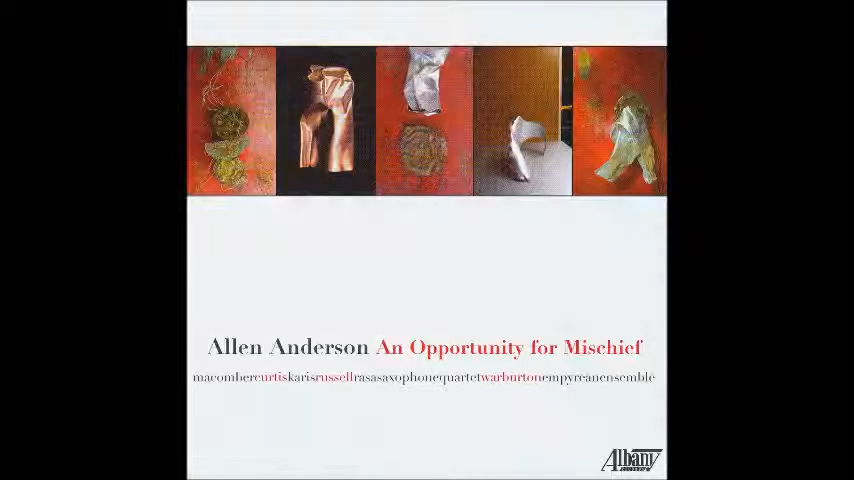 Allen Anderson An Opportunity for Mischief
macombercurtiskarisrussellrasasaxophonequartetwarburtonempyreanensemble
Albany